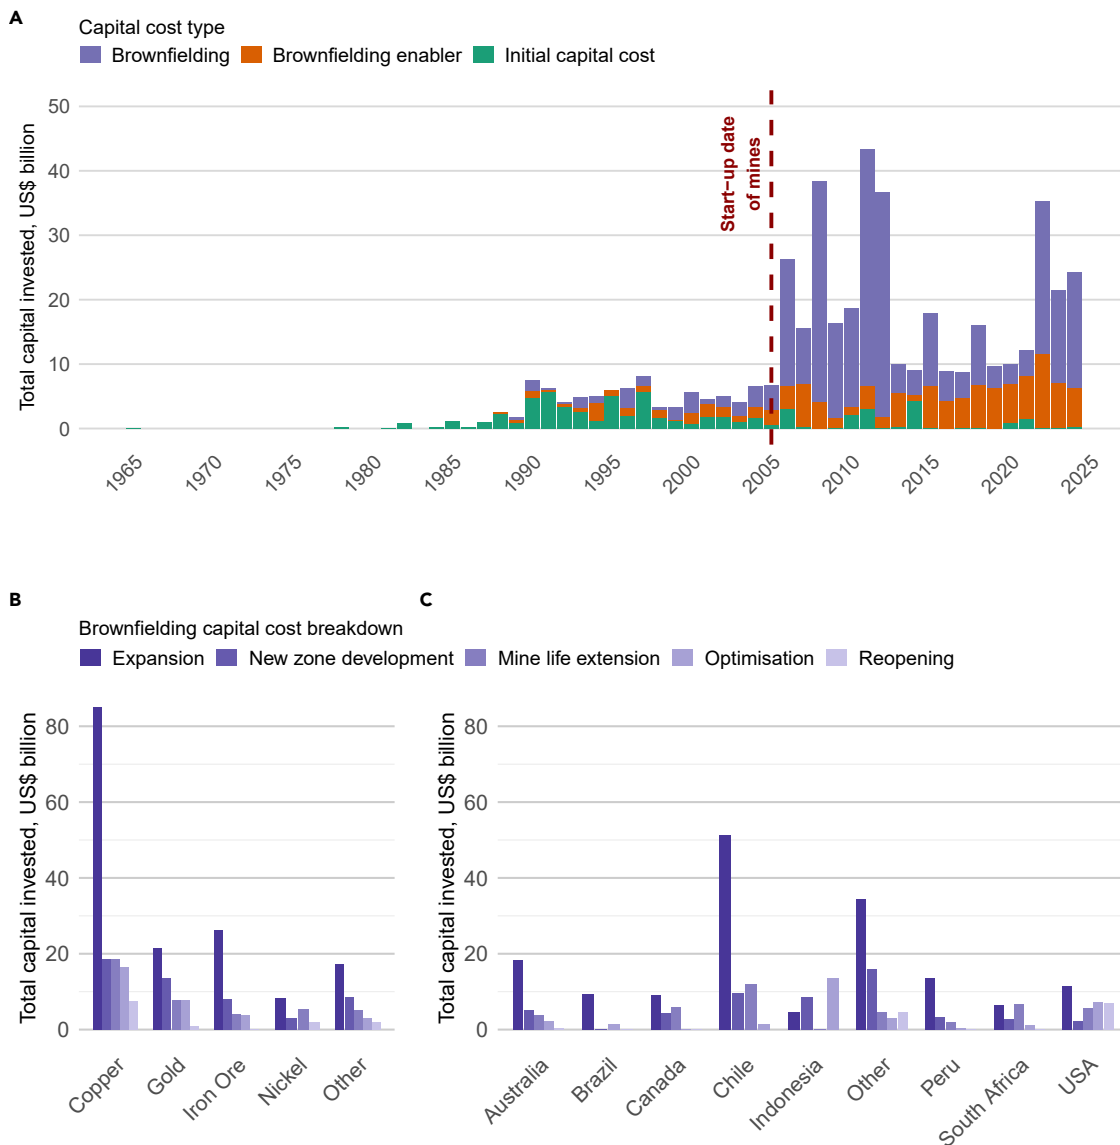 A
Capital cost type
Brownfielding
Brownfielding enabler
Initial capital cost
Total capital invested, US$ billion
50
40
30
20
10
0
Start−up date
of mines
1965
1970
1975
1980
1985
1990
1995
2000
2005
2010
2015
2020
2025
B
C
Brownfielding capital cost breakdown
Expansion
New zone development
Mine life extension
Optimisation
Reopening
Total capital invested, US$ billion
80
60
40
20
0
Copper
Gold
Iron Ore
Nickel
Other
Total capital invested, US$ billion
80
60
40
20
0
Australia
Brazil
Canada
Chile
Indonesia
Other
Peru
South Africa
USA